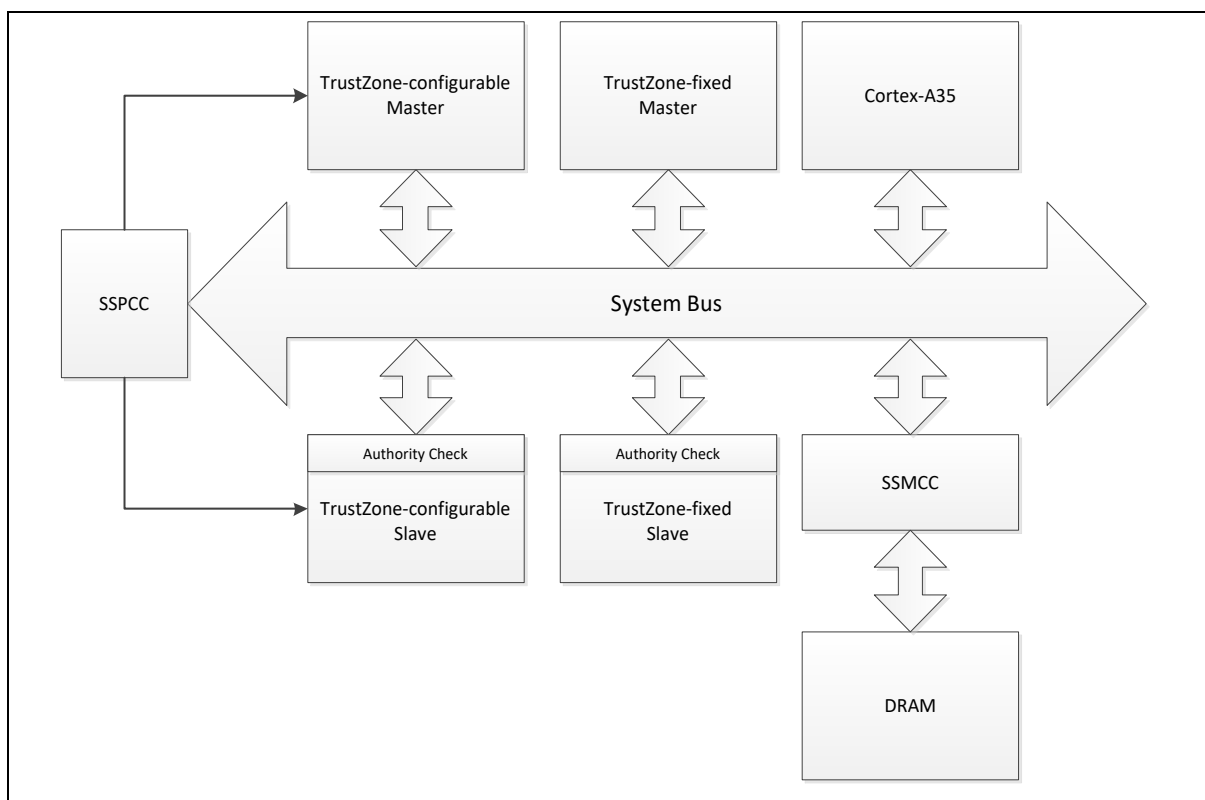 TrustZone-configurable
Master
TrustZone-fixed
Master
Cortex-A35
SSPCC
System Bus
Authority Check
TrustZone-configurable
Slave
Authority Check
TrustZone-fixed
Slave
SSMCC
DRAM